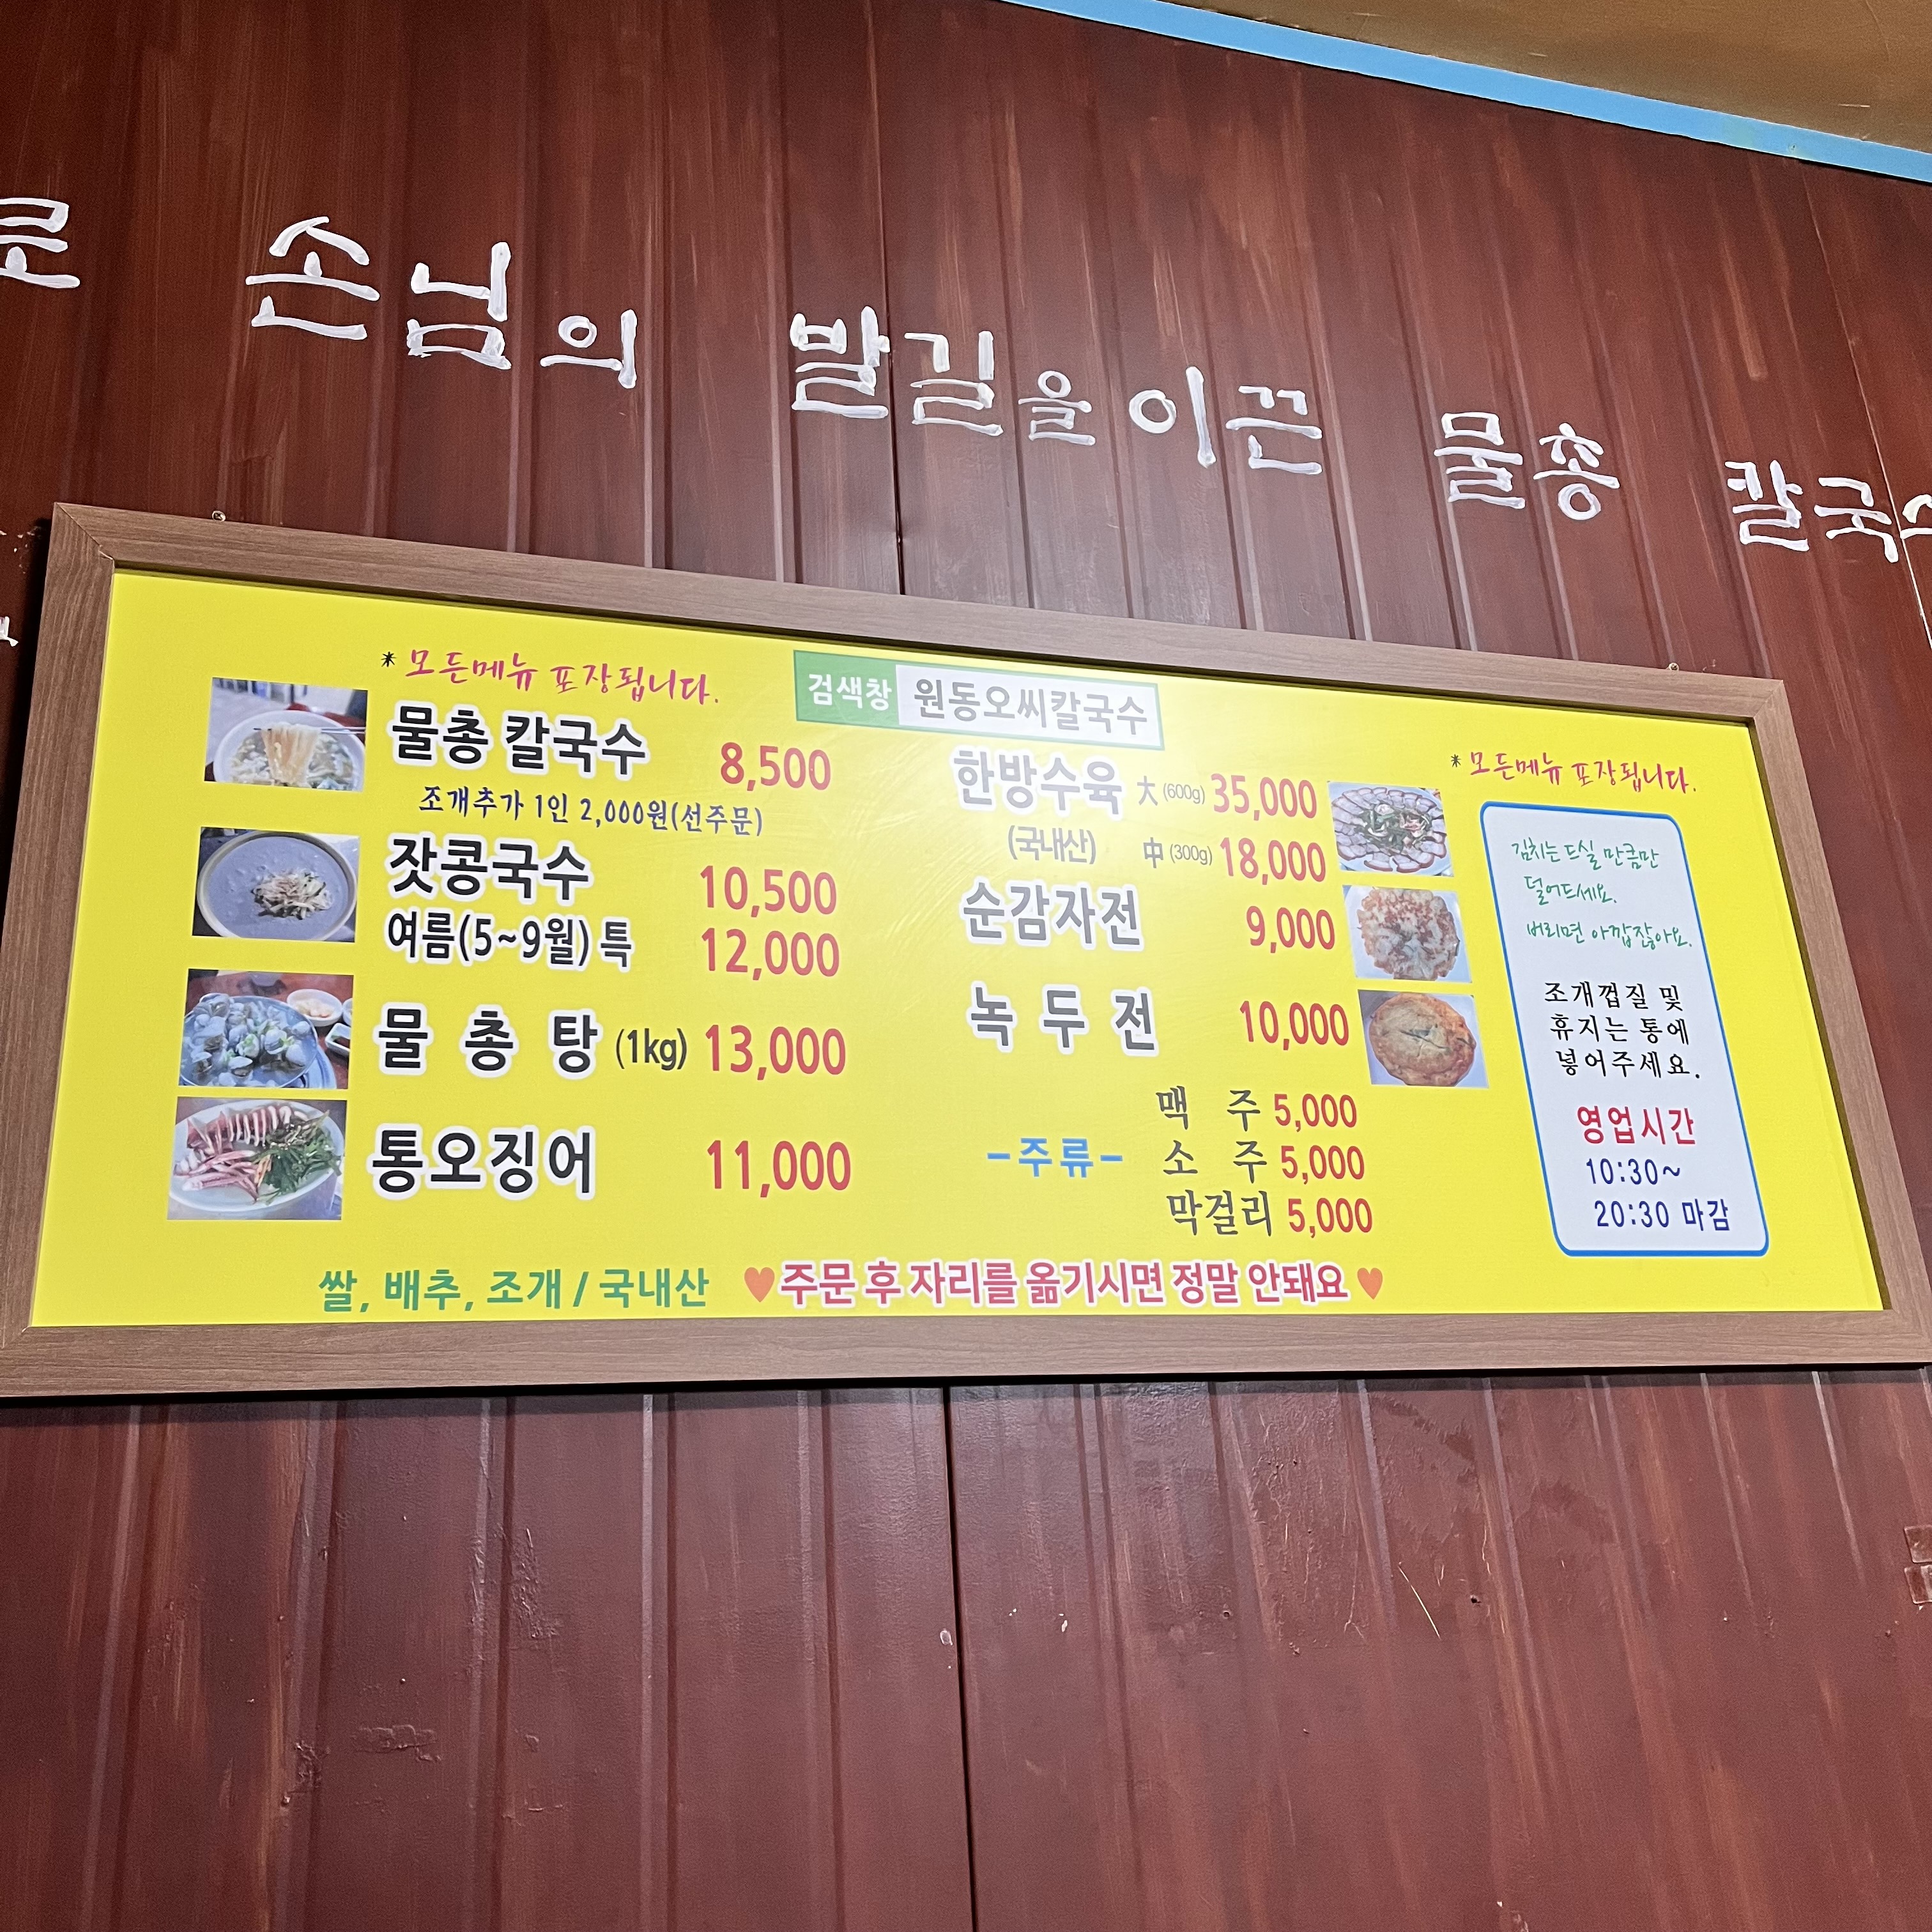 로 손님의 발길을 이끈 물총 칼국수
* 모든메뉴 포장됩니다.
검색창 원동오씨칼국수
물총 칼국수 8,500
조개추가 1인 2,000원(선주문)
잣콩국수 10,500
여름(5~9월) 특 12,000
물 총 탕 (1kg) 13,000
통오징어 11,000
쌀, 배추, 조개 / 국내산
한방수육 大 (600g) 35,000
(국내산) 中 (300g) 18,000
순감자전 9,000
녹 두 전 10,000
맥 주 5,000
-주류- 소 주 5,000
막걸리 5,000
♥주문 후 자리를 옮기시면 정말 안돼요♥
* 모든메뉴 포장됩니다.
김치는 드실 만큼만
덜어드세요.
버리면 아깝잖아요.
조개껍질 및
휴지는 통에
넣어주세요.
영업시간
10:30~
20:30 마감